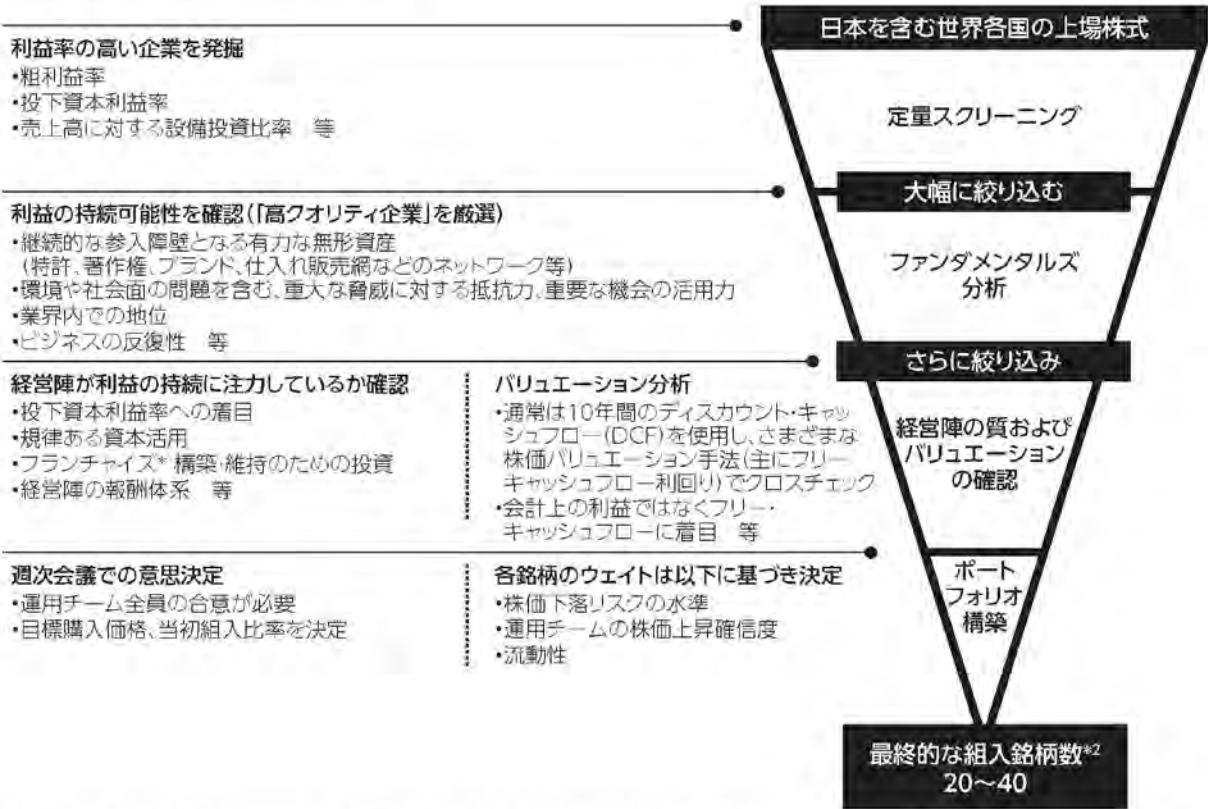 日本を含む世界各国の上場株式
利益率の高い企業を発掘
・粗利益率
・投下資本利益率
・売上高に対する設備投資比率　等
定量スクリーニング
大幅に絞り込む
利益の持続可能性を確認(「高クオリティ企業」を厳選)
・継続的な参入障壁となる有力な無形資産
(特許、著作権、ブランド、仕入れ販売網などのネットワーク等)
・環境や社会面の問題を含む、重大な脅威に対する抵抗力、重要な機会の活用力
・業界内での地位
・ビジネスの反復性　等
ファンダメンタルズ
分析
さらに絞り込み
経営陣が利益の持続に注力しているか確認
・投下資本利益率への着目
・規律ある資本活用
・フランチャイズ* 構築・維持のための投資
・経営陣の報酬体系　等
バリュエーション分析
・通常は10年間のディスカウント・キャッ
シュフロー(DCF)を使用し、さまざまな
株価バリュエーション手法(主にフリー
キャッシュフロー利回り)でクロスチェック
・会計上の利益ではなくフリー・
キャッシュフローに着目　等
経営陣の質および
バリュエーション
の確認
週次会議での意思決定
・運用チーム全員の合意が必要
・目標購入価格、当初組入比率を決定
各銘柄のウェイトは以下に基づき決定
・株価下落リスクの水準
・運用チームの株価上昇確信度
・流動性
ポート
フォリオ
構築
最終的な組入銘柄数*2
20～40